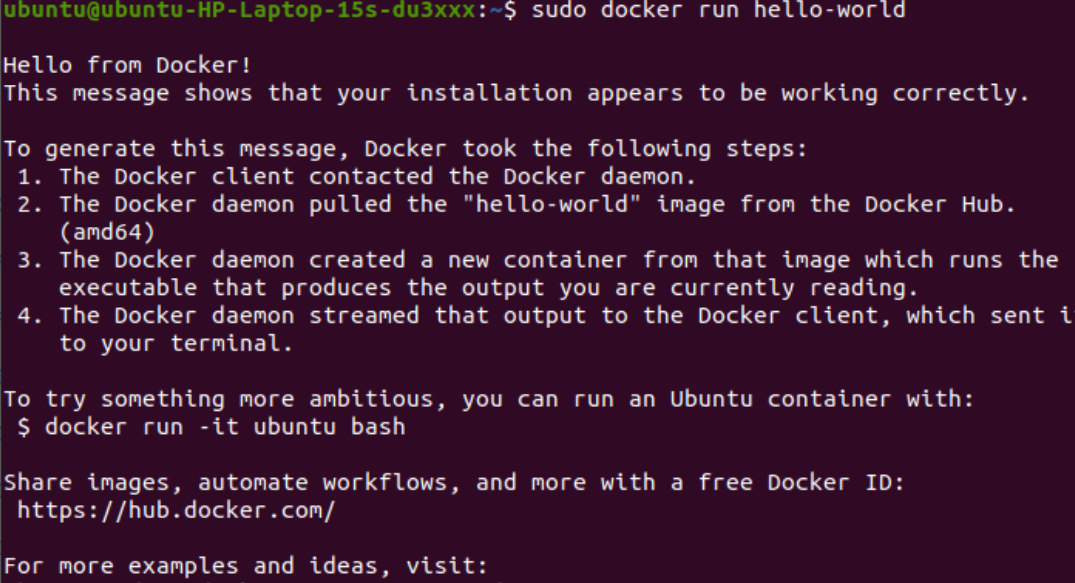 ubuntu@ubuntu-HP-Laptop-15s-du3xxx:~$ sudo docker run hello-world
Hello from Docker!
This message shows that your installation appears to be working correctly.
To generate this message, Docker took the following steps:
1. The Docker client contacted the Docker daemon.
2. The Docker daemon pulled the "hello-world" image from the Docker Hub.
(amd64)
3. The Docker daemon created a new container from that image which runs the
executable that produces the output you are currently reading.
4. The Docker daemon streamed that output to the Docker client, which sent it
to your terminal.
To try something more ambitious, you can run an Ubuntu container with:
$ docker run -it ubuntu bash
Share images, automate workflows, and more with a free Docker ID:
https://hub.docker.com/
For more examples and ideas, visit: